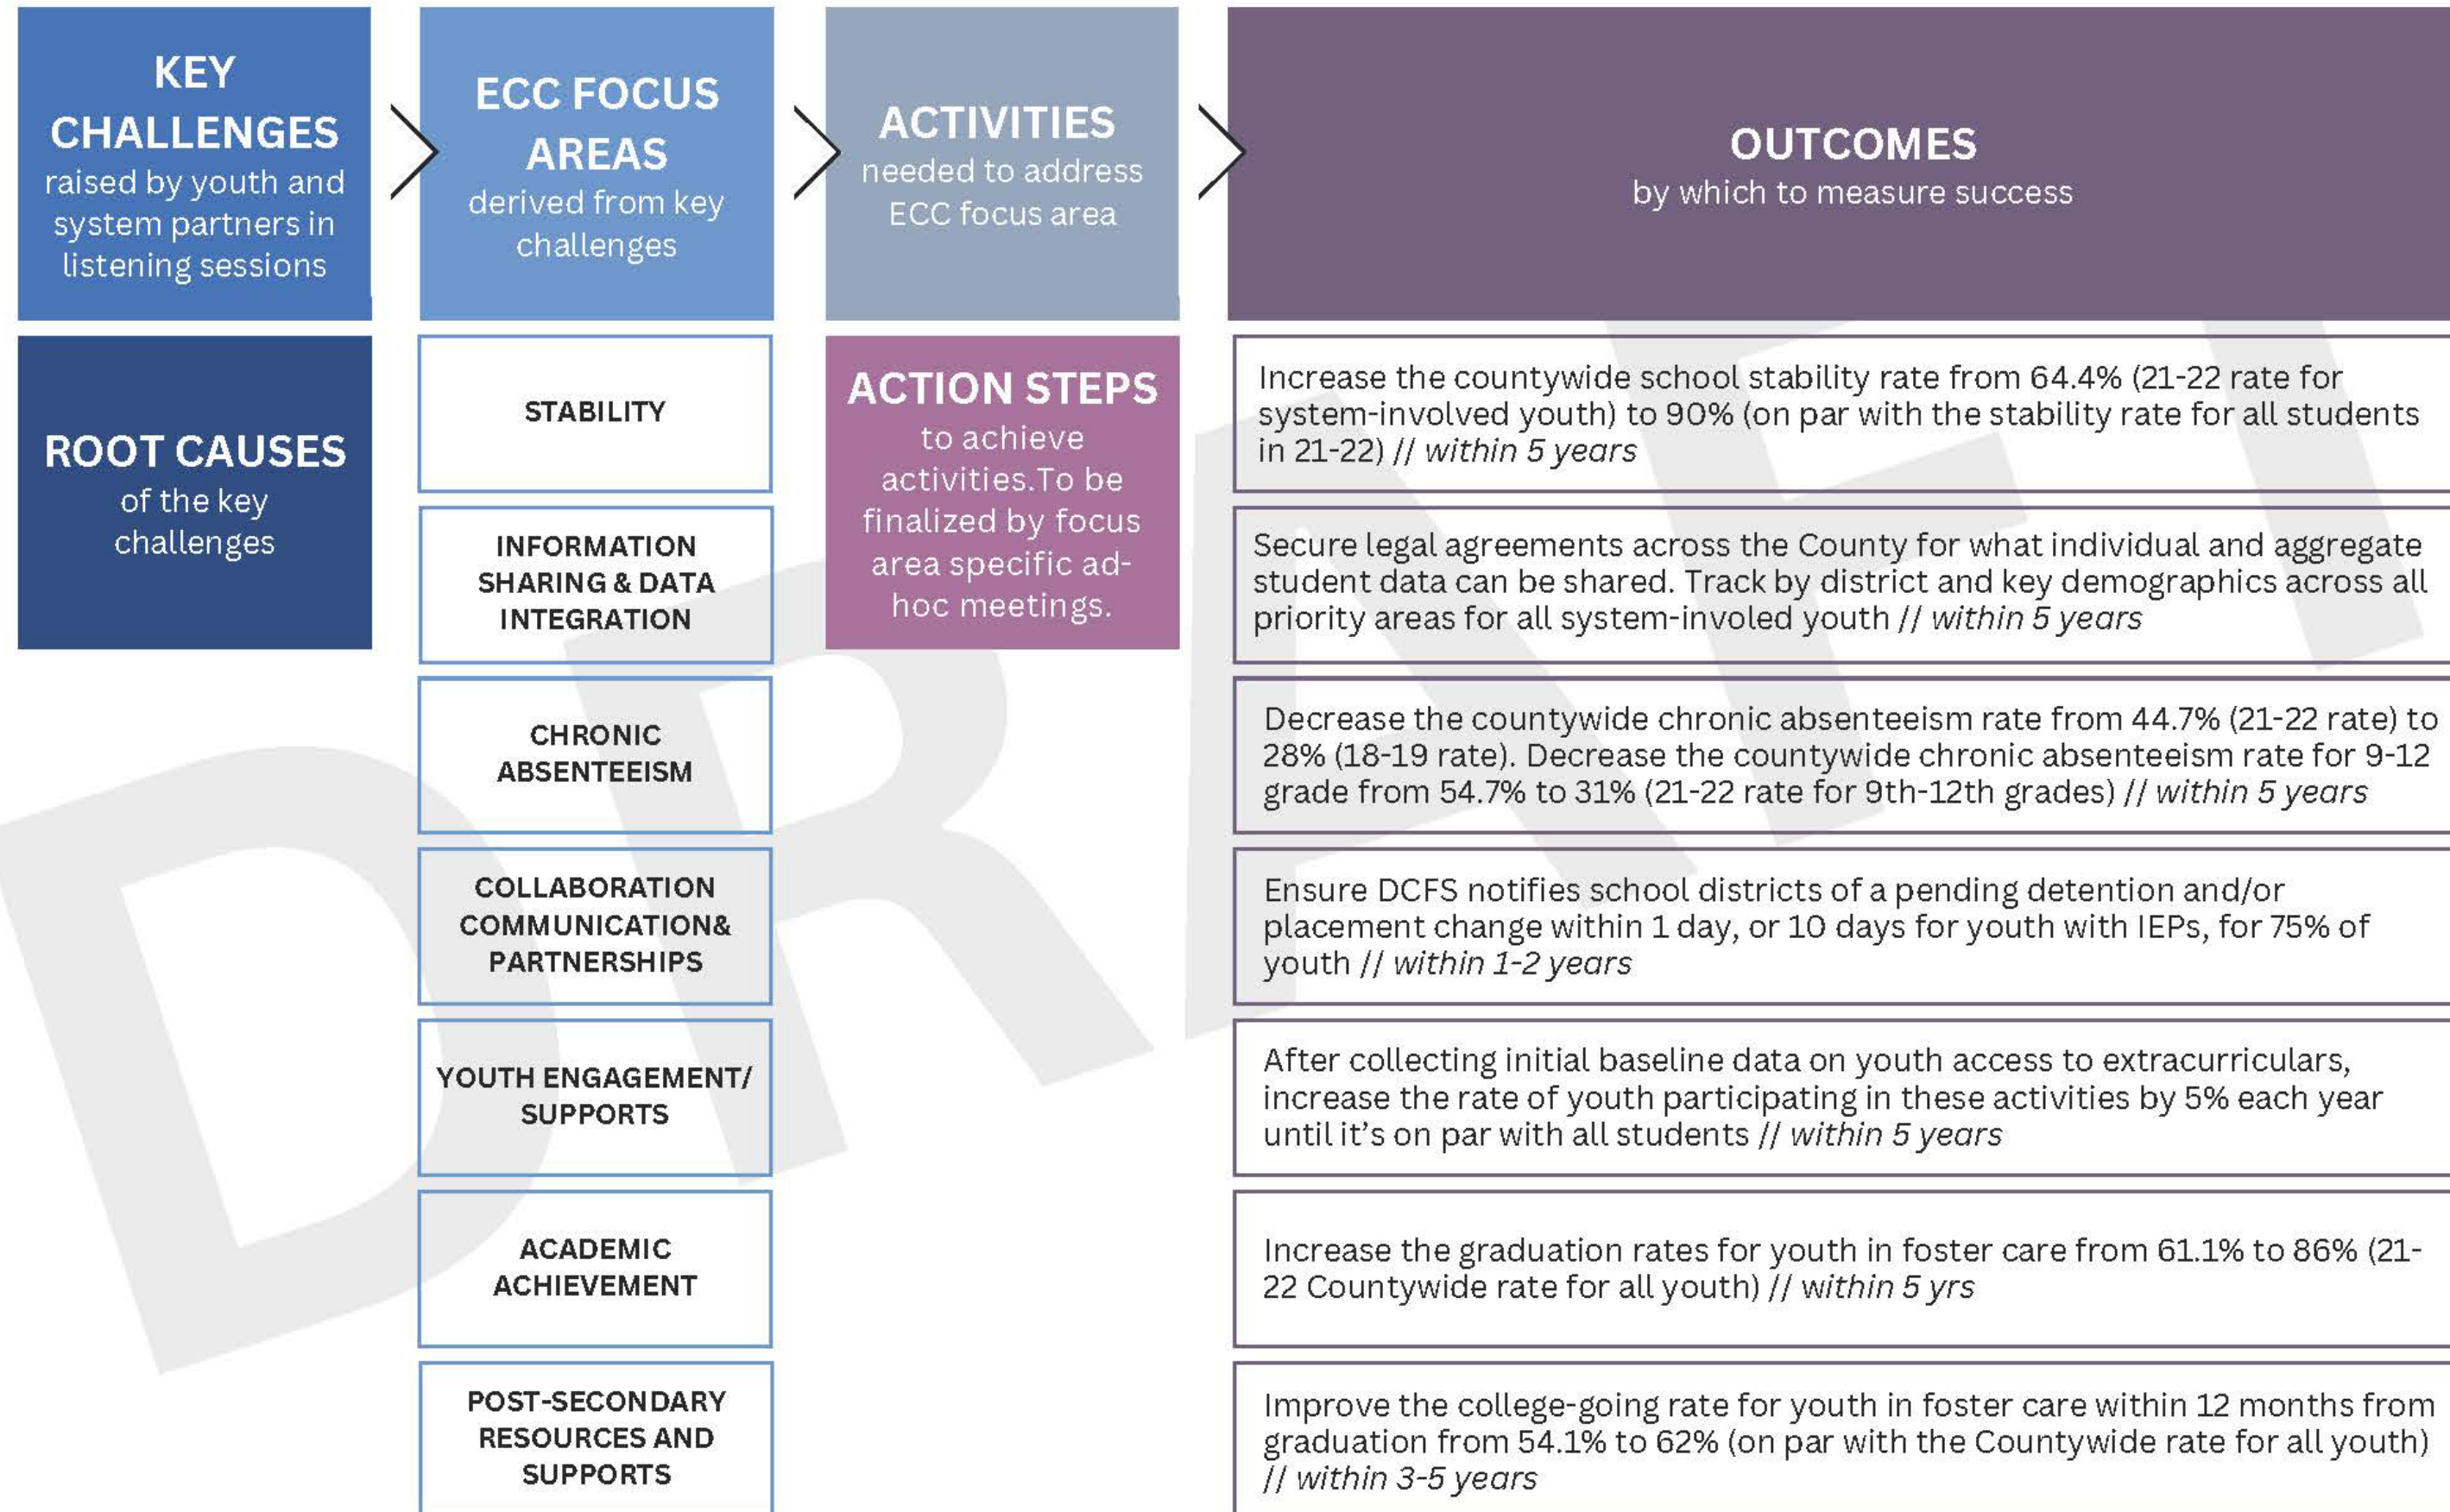 KEY
CHALLENGES
raised by youth and
system partners in
listening sessions
ECC FOCUS
AREAS
derived from key
challenges
ACTIVITIES
needed to address
ECC focus area
OUTCOMES
by which to measure success
ROOT CAUSES
of the key
challenges
ACTION STEPS
to achieve
activities.To be
finalized by focus
area specific ad-
hoc meetings.
STABILITY
Increase the countywide school stability rate from 64.4% (21-22 rate for
system-involved youth) to 90% (on par with the stability rate for all students
in 21-22) // within 5 years
INFORMATION
SHARING & DATA
INTEGRATION
Secure legal agreements across the County for what individual and aggregate
student data can be shared. Track by district and key demographics across all
priority areas for all system-involed youth // within 5 years
CHRONIC
ABSENTEEISM
Decrease the countywide chronic absenteeism rate from 44.7% (21-22 rate) to
28% (18-19 rate). Decrease the countywide chronic absenteeism rate for 9-12
grade from 54.7% to 31% (21-22 rate for 9th-12th grades) // within 5 years
COLLABORATION
COMMUNICATION&
PARTNERSHIPS
Ensure DCFS notifies school districts of a pending detention and/or
placement change within 1 day, or 10 days for youth with IEPs, for 75% of
youth // within 1-2 years
YOUTH ENGAGEMENT/
SUPPORTS
After collecting initial baseline data on youth access to extracurriculars,
increase the rate of youth participating in these activities by 5% each year
until it's on par with all students // within 5 years
ACADEMIC
ACHIEVEMENT
Increase the graduation rates for youth in foster care from 61.1% to 86% (21-
22 Countywide rate for all youth) // within 5 yrs
POST-SECONDARY
RESOURCES AND
SUPPORTS
Improve the college-going rate for youth in foster care within 12 months from
graduation from 54.1% to 62% (on par with the Countywide rate for all youth)
// within 3-5 years
DRAFT